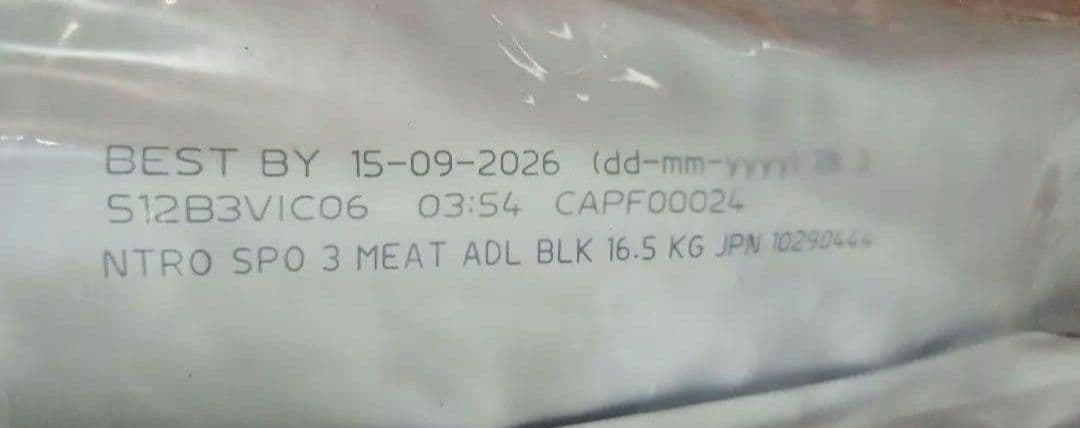 BEST BY 15-09-2026 (dd-mm-yyyy)
S12B3VIC06 03:54 CAPF00024
NTRO SPO 3 MEAT ADL BLK 16.5 KG JPN 10290444